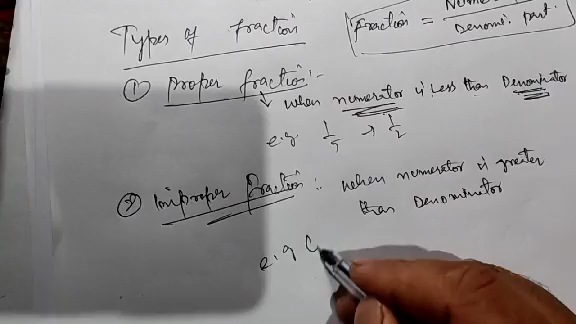 Types of fraction
Fraction = Nume
Denomi. part.
① Proper fraction :-
↓ when numerator is less than Denominator
e.g. 1/5 → 1/2
② Improper fraction :- when numerator is greater
than Denominator
e.g